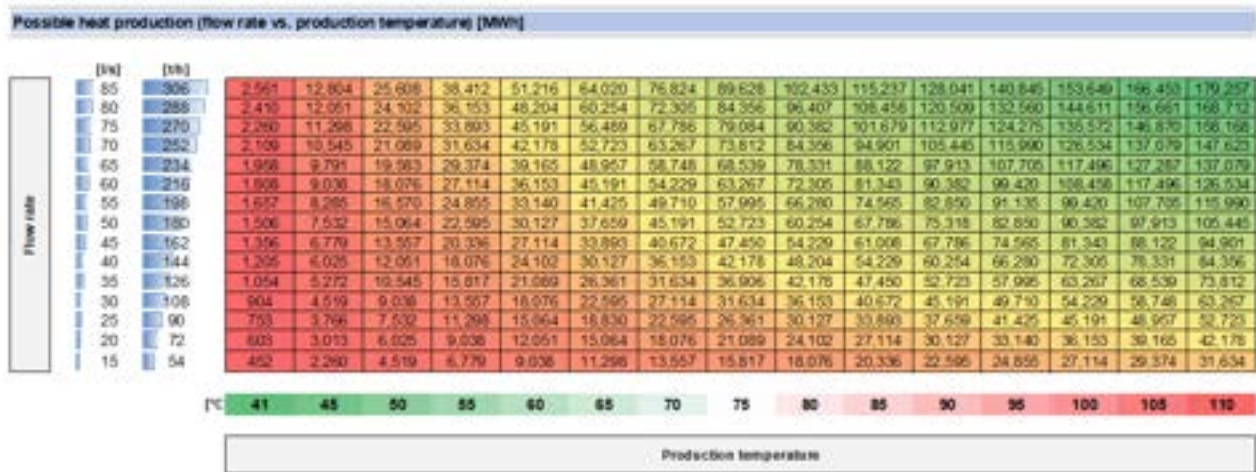 Possible heat production (flow rate vs. production temperature) [MWh]
[l/s] [t/h]
85 306 2,561 12,804 25,608 38,412 51,216 64,020 76,824 89,628 102,433 115,237 128,041 140,845 153,649 166,453 179,257
80 288 2,410 12,051 24,102 36,153 48,204 60,254 72,305 84,356 96,407 108,458 120,509 132,560 144,611 156,661 168,712
75 270 2,260 11,298 22,595 33,893 45,191 56,489 67,786 79,084 90,382 101,679 112,977 124,275 135,572 146,870 158,168
70 252 2,109 10,545 21,089 31,634 42,178 52,723 63,267 73,812 84,356 94,901 105,445 115,990 126,534 137,079 147,623
65 234 1,958 9,791 19,583 29,374 39,165 48,957 58,748 68,539 78,331 88,122 97,913 107,705 117,496 127,287 137,079
60 216 1,808 9,038 18,076 27,114 36,153 45,191 54,229 63,267 72,305 81,343 90,382 99,420 108,458 117,496 126,534
55 198 1,657 8,285 16,570 24,855 33,140 41,425 49,710 57,995 66,280 74,565 82,850 91,135 99,420 107,705 115,990
Flow rate
50 180 1,506 7,532 15,064 22,595 30,127 37,659 45,191 52,723 60,254 67,786 75,318 82,850 90,382 97,913 105,445
45 162 1,356 6,779 13,557 20,336 27,114 33,893 40,672 47,450 54,229 61,008 67,786 74,565 81,343 88,122 94,901
40 144 1,205 6,025 12,051 18,076 24,102 30,127 36,153 42,178 48,204 54,229 60,254 66,280 72,305 78,331 84,356
35 126 1,054 5,272 10,545 15,817 21,089 26,361 31,634 36,906 42,178 47,450 52,723 57,995 63,267 68,539 73,812
30 108 904 4,519 9,038 13,557 18,076 22,595 27,114 31,634 36,153 40,672 45,191 49,710 54,229 58,748 63,267
25 90 753 3,766 7,532 11,298 15,064 18,830 22,595 26,361 30,127 33,893 37,659 41,425 45,191 48,957 52,723
20 72 603 3,013 6,025 9,038 12,051 15,064 18,076 21,089 24,102 27,114 30,127 33,140 36,153 39,165 42,178
15 54 452 2,260 4,519 6,779 9,038 11,298 13,557 15,817 18,076 20,336 22,595 24,855 27,114 29,374 31,634
[°C 41 45 50 55 60 65 70 75 80 85 90 95 100 105 110
Production temperature